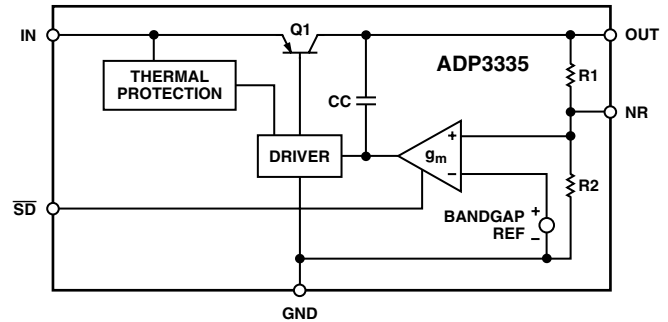 IN
Q1
OUT
THERMAL
PROTECTION
ADP3335
R1
CC
NR
DRIVER
gm
+
−
R2
SD
BANDGAP
REF
+
−
GND